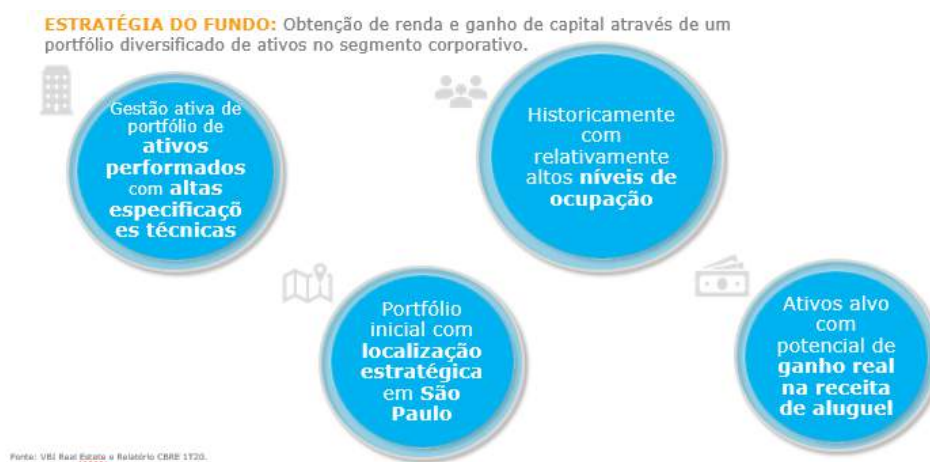 ESTRATÉGIA DO FUNDO: Obtenção de renda e ganho de capital através de um
portfólio diversificado de ativos no segmento corporativo.
Gestão ativa de
portfólio de
ativos
performados
com altas
especificaçõ
es técnicas
Historicamente
com
relativamente
altos níveis de
ocupação
Portfólio
inicial com
localização
estratégica
em São
Paulo
Ativos alvo
com
potencial de
ganho real
na receita
de aluguel
Fonte: VBI Real Estate e Relatório CBRE 1T20.